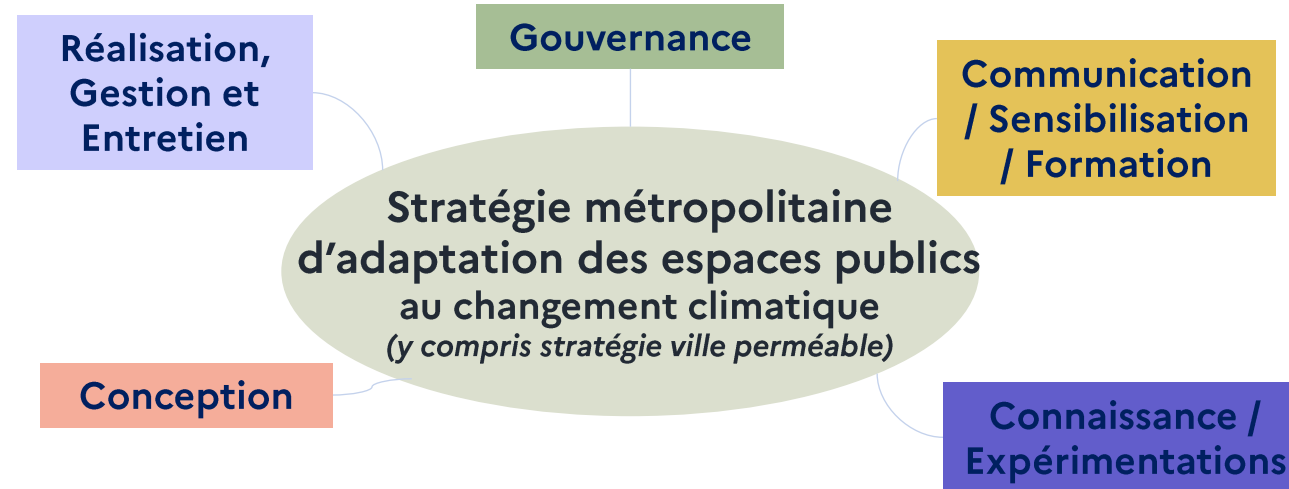 Réalisation,
Gestion et
Entretien
Gouvernance
Communication
/ Sensibilisation
/ Formation
Stratégie métropolitaine
d’adaptation des espaces publics
au changement climatique
(y compris stratégie ville perméable)
Conception
Connaissance /
Expérimentations